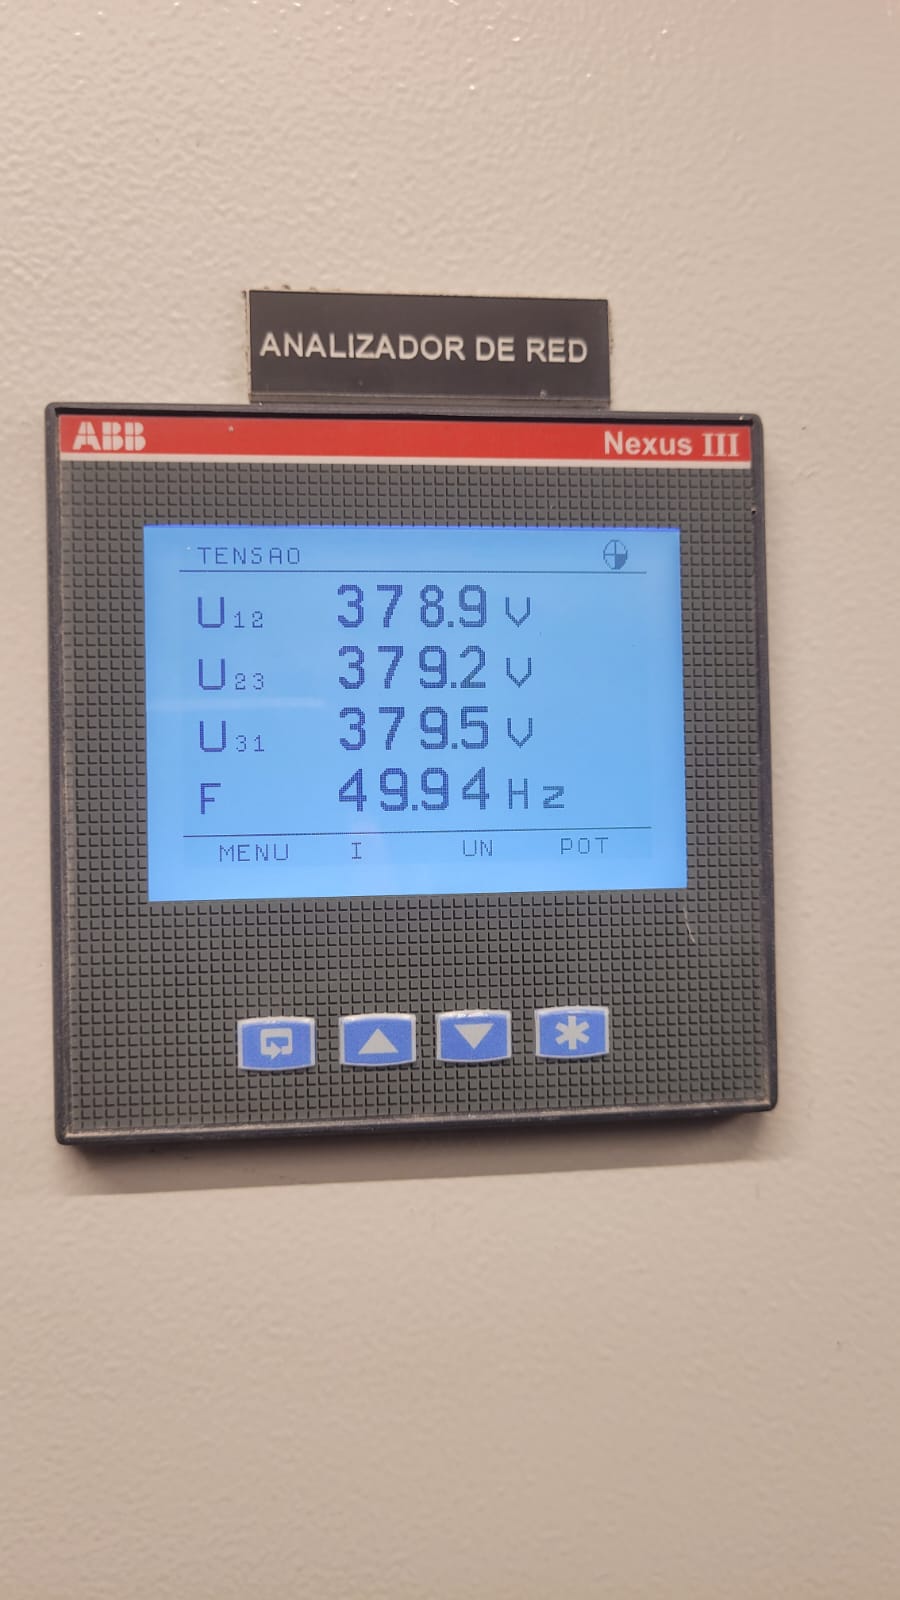 ANALIZADOR DE RED
ABB Nexus III
TENSAO
U12 378.9 V
U23 379.2 V
U31 379.5 V
F 49.94 Hz
MENU I UN POT